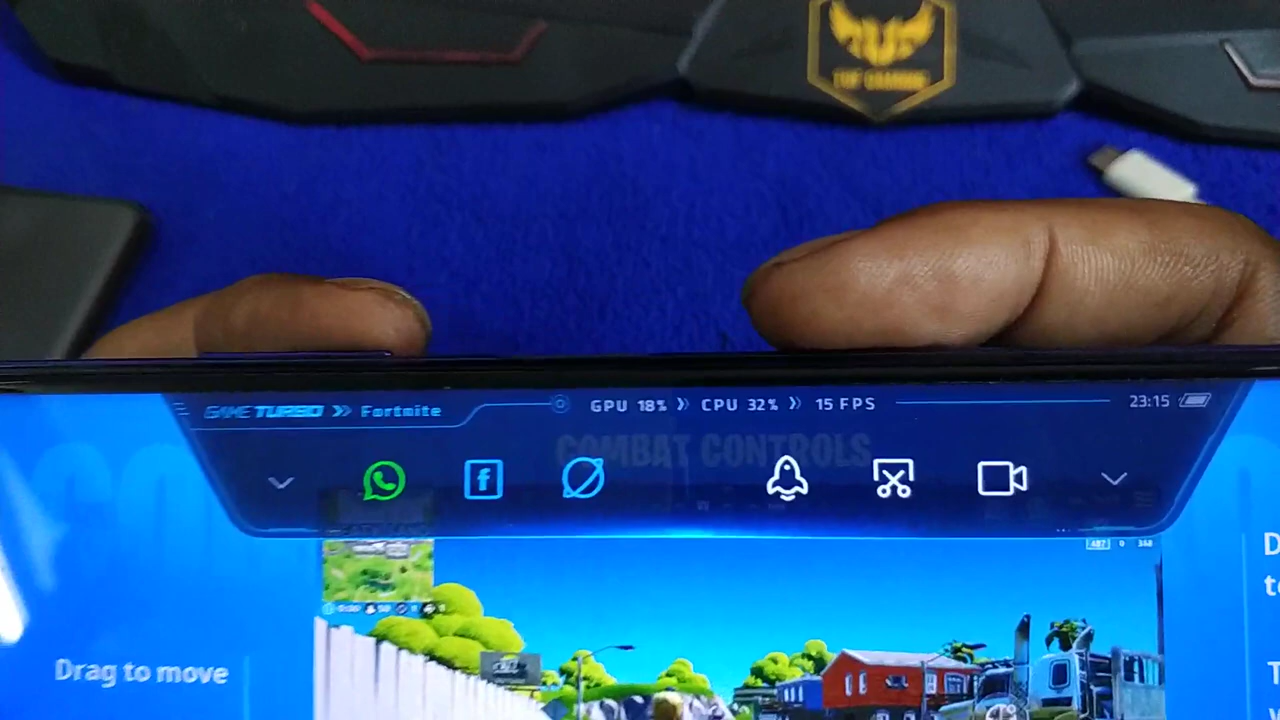 TUF GAMING
GAME TURBO Fortnite
GPU 18% CPU 32% 15 FPS
23:15
COMBAT CONTROLS
Drag to move
D